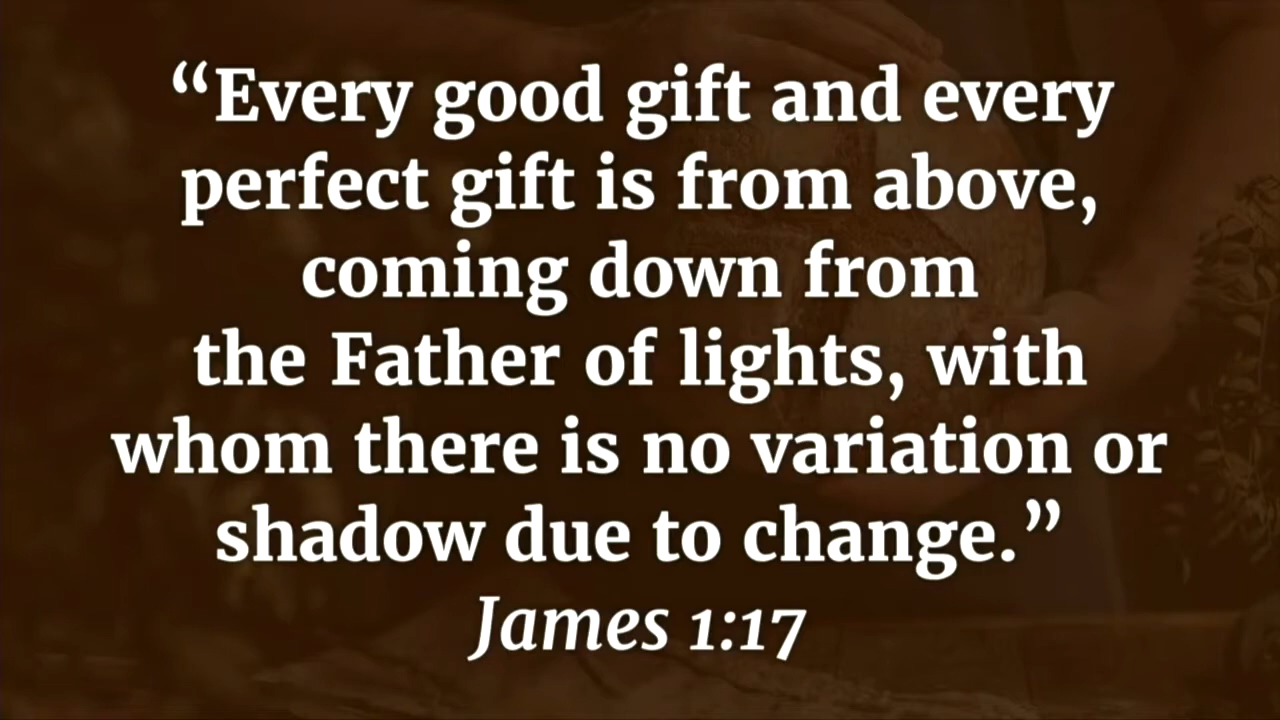 “Every good gift and every
perfect gift is from above,
coming down from
the Father of lights, with
whom there is no variation or
shadow due to change.”
James 1:17